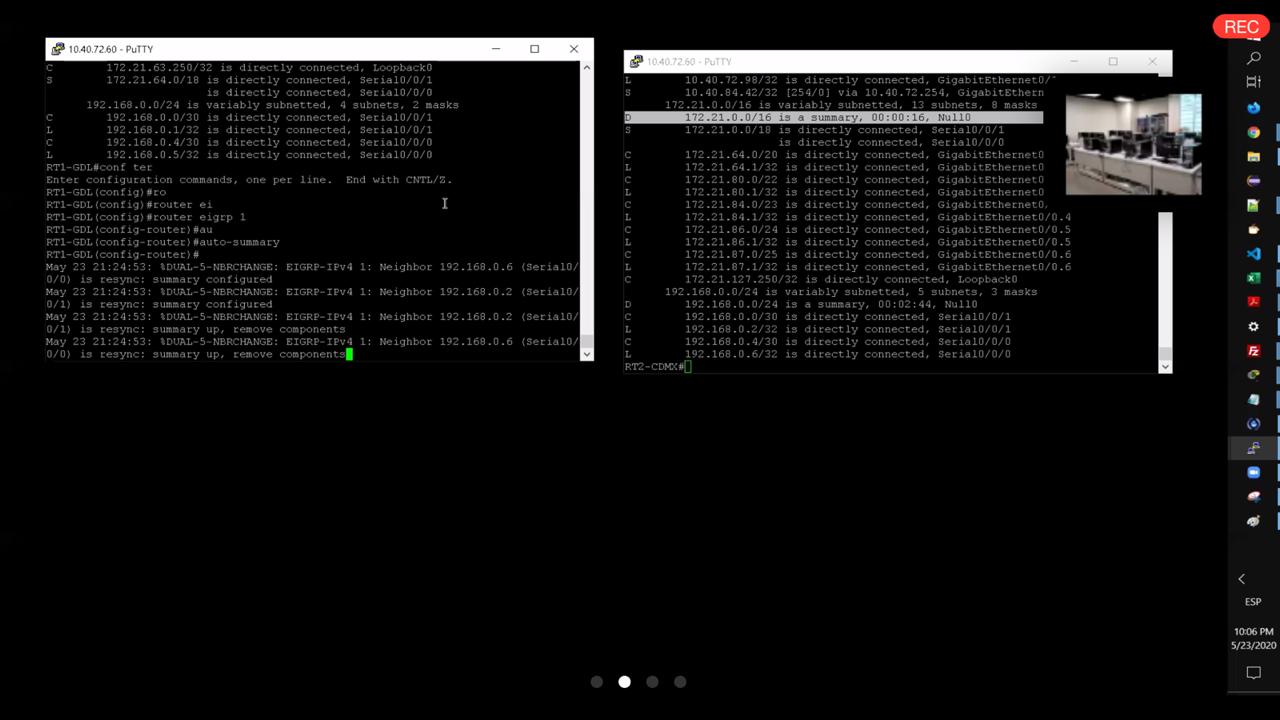 REC
10.40.72.60 - PuTTY
C 172.21.63.250/32 is directly connected, Loopback0
S 172.21.64.0/18 is directly connected, Serial0/0/1
is directly connected, Serial0/0/0
192.168.0.0/24 is variably subnetted, 4 subnets, 2 masks
C 192.168.0.0/30 is directly connected, Serial0/0/1
L 192.168.0.1/32 is directly connected, Serial0/0/1
C 192.168.0.4/30 is directly connected, Serial0/0/0
L 192.168.0.5/32 is directly connected, Serial0/0/0
RT1-GDL#conf ter
Enter configuration commands, one per line. End with CNTL/Z.
RT1-GDL(config)#ro
RT1-GDL(config)#router ei
RT1-GDL(config)#router eigrp 1
RT1-GDL(config-router)#au
RT1-GDL(config-router)#auto-summary
RT1-GDL(config-router)#
May 23 21:24:53: %DUAL-5-NBRCHANGE: EIGRP-IPv4 1: Neighbor 192.168.0.6 (Serial0/
0/0) is resync: summary configured
May 23 21:24:53: %DUAL-5-NBRCHANGE: EIGRP-IPv4 1: Neighbor 192.168.0.2 (Serial0/
0/1) is resync: summary configured
May 23 21:24:53: %DUAL-5-NBRCHANGE: EIGRP-IPv4 1: Neighbor 192.168.0.2 (Serial0/
0/1) is resync: summary up, remove components
May 23 21:24:53: %DUAL-5-NBRCHANGE: EIGRP-IPv4 1: Neighbor 192.168.0.6 (Serial0/
0/0) is resync: summary up, remove components
10.40.72.60 - PuTTY
L 10.40.72.98/32 is directly connected, GigabitEthernet0/
S 10.40.84.42/32 [254/0] via 10.40.72.254, GigabitEthernet0
172.21.0.0/16 is variably subnetted, 13 subnets, 8 masks
D 172.21.0.0/16 is a summary, 00:00:16, Null0
S 172.21.0.0/18 is directly connected, Serial0/0/1
is directly connected, Serial0/0/0
C 172.21.64.0/20 is directly connected, GigabitEthernet0
L 172.21.64.1/32 is directly connected, GigabitEthernet0
C 172.21.80.0/22 is directly connected, GigabitEthernet0
L 172.21.80.1/32 is directly connected, GigabitEthernet0
C 172.21.84.0/23 is directly connected, GigabitEthernet0
L 172.21.84.1/32 is directly connected, GigabitEthernet0/0.4
C 172.21.86.0/24 is directly connected, GigabitEthernet0/0.5
L 172.21.86.1/32 is directly connected, GigabitEthernet0/0.5
C 172.21.87.0/25 is directly connected, GigabitEthernet0/0.6
L 172.21.87.1/32 is directly connected, GigabitEthernet0/0.6
C 172.21.127.250/32 is directly connected, Loopback0
192.168.0.0/24 is variably subnetted, 5 subnets, 3 masks
D 192.168.0.0/24 is a summary, 00:02:44, Null0
C 192.168.0.0/30 is directly connected, Serial0/0/1
L 192.168.0.2/32 is directly connected, Serial0/0/1
C 192.168.0.4/30 is directly connected, Serial0/0/0
L 192.168.0.6/32 is directly connected, Serial0/0/0
RT2-CDMX#
ESP
10:06 PM
5/23/2020